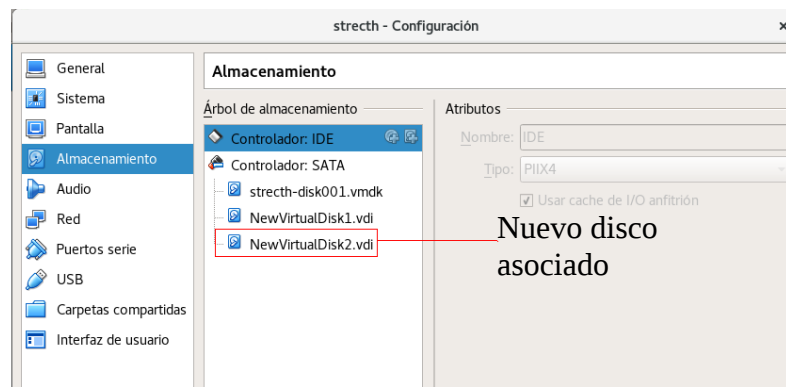 strecth - Configuración
General
Sistema
Pantalla
Almacenamiento
Audio
Red
Puertos serie
USB
Carpetas compartidas
Interfaz de usuario
Almacenamiento
Árbol de almacenamiento
Controlador: IDE
Controlador: SATA
strecth-disk001.vmdk
NewVirtualDisk1.vdi
NewVirtualDisk2.vdi
Atributos
Nombre: IDE
Tipo: PIIX4
Usar cache de I/O anfitrión
Nuevo disco
asociado